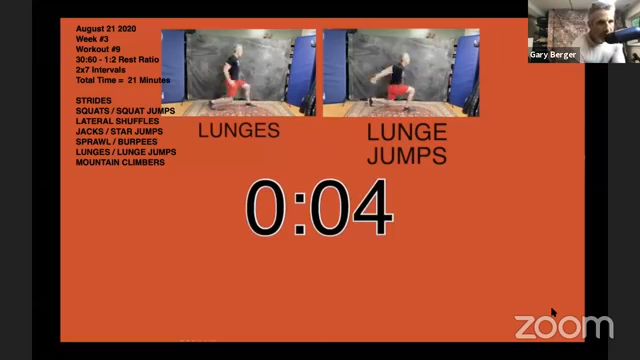 August 21 2020
Week #3
Workout #9
30:60 - 1:2 Rest Ratio
2x7 Intervals
Total Time = 21 Minutes
STRIDES
SQUATS / SQUAT JUMPS
LATERAL SHUFFLES
JACKS / STAR JUMPS
SPRAWL / BURPEES
LUNGES / LUNGE JUMPS
MOUNTAIN CLIMBERS
LUNGES
LUNGE
JUMPS
0:04
Gary Berger
zoom